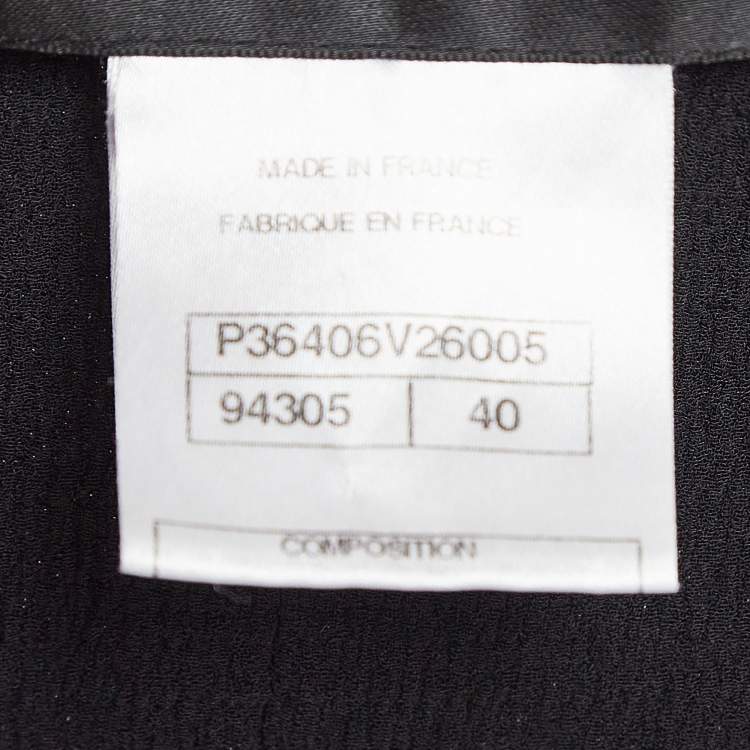 MADE IN FRANCE
FABRIQUE EN FRANCE
P36406V26005
94305 40
COMPOSITION